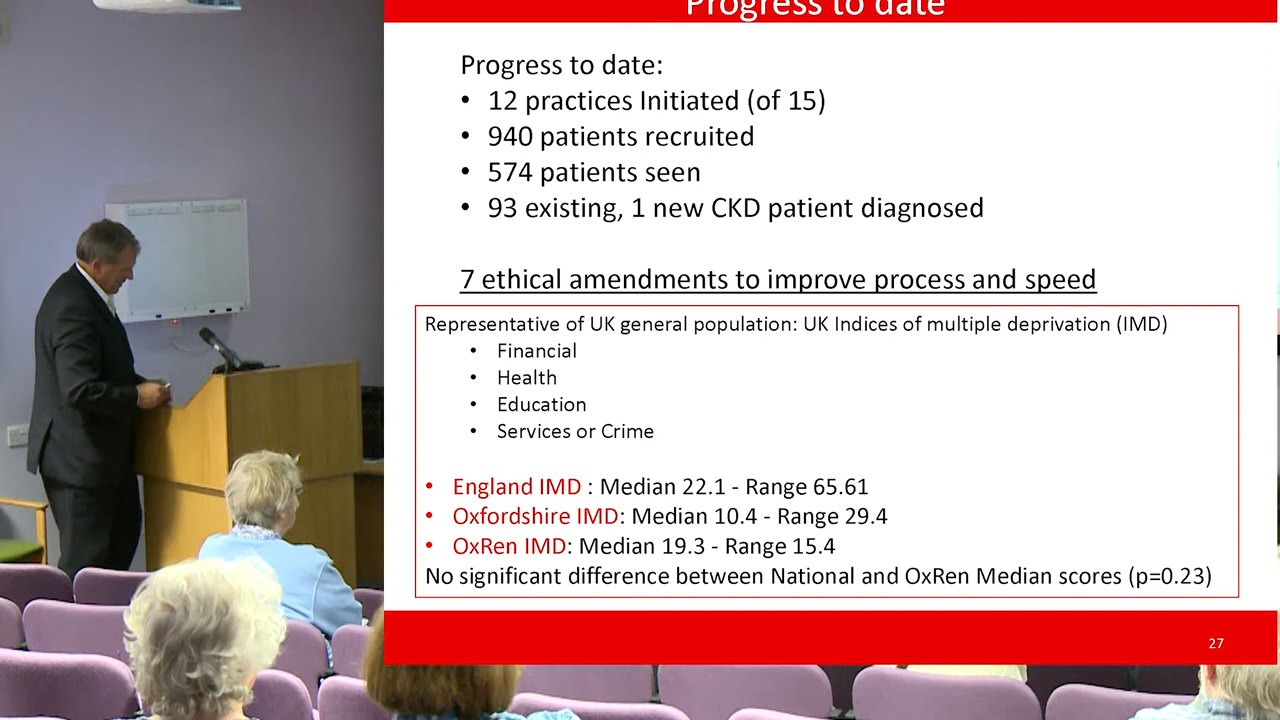 Progress to date
Progress to date:
• 12 practices Initiated (of 15)
• 940 patients recruited
• 574 patients seen
• 93 existing, 1 new CKD patient diagnosed
7 ethical amendments to improve process and speed
Representative of UK general population: UK Indices of multiple deprivation (IMD)
• Financial
• Health
• Education
• Services or Crime
• England IMD : Median 22.1 - Range 65.61
• Oxfordshire IMD: Median 10.4 - Range 29.4
• OxRen IMD: Median 19.3 - Range 15.4
No significant difference between National and OxRen Median scores (p=0.23)
27